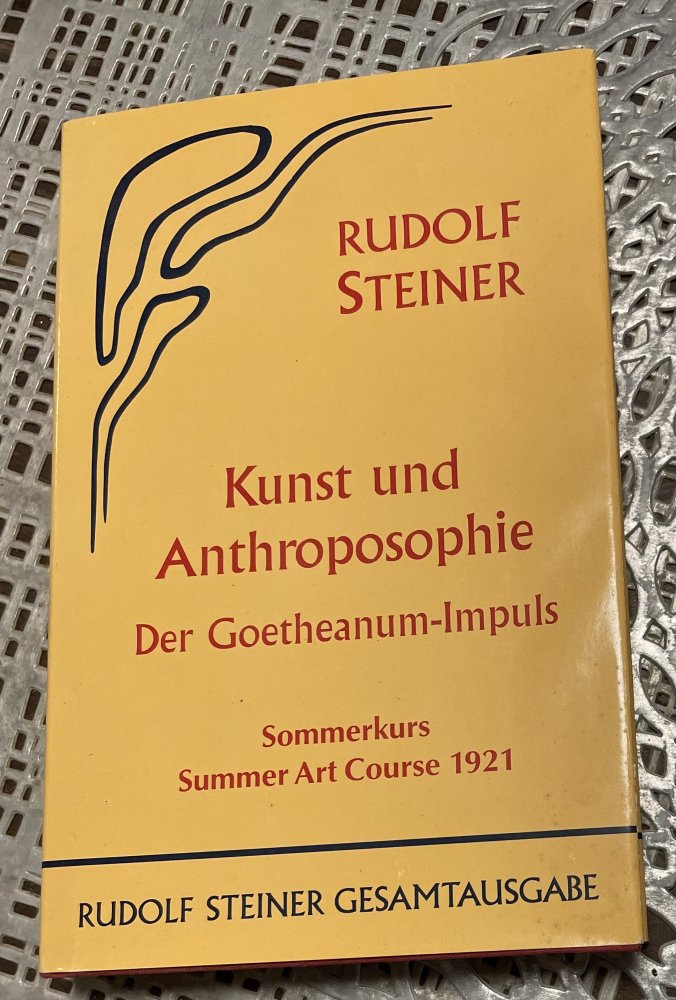 RUDOLF
STEINER
Kunst und
Anthroposophie
Der Goetheanum-Impuls
Sommerkurs
Summer Art Course 1921
RUDOLF STEINER GESAMTAUSGABE